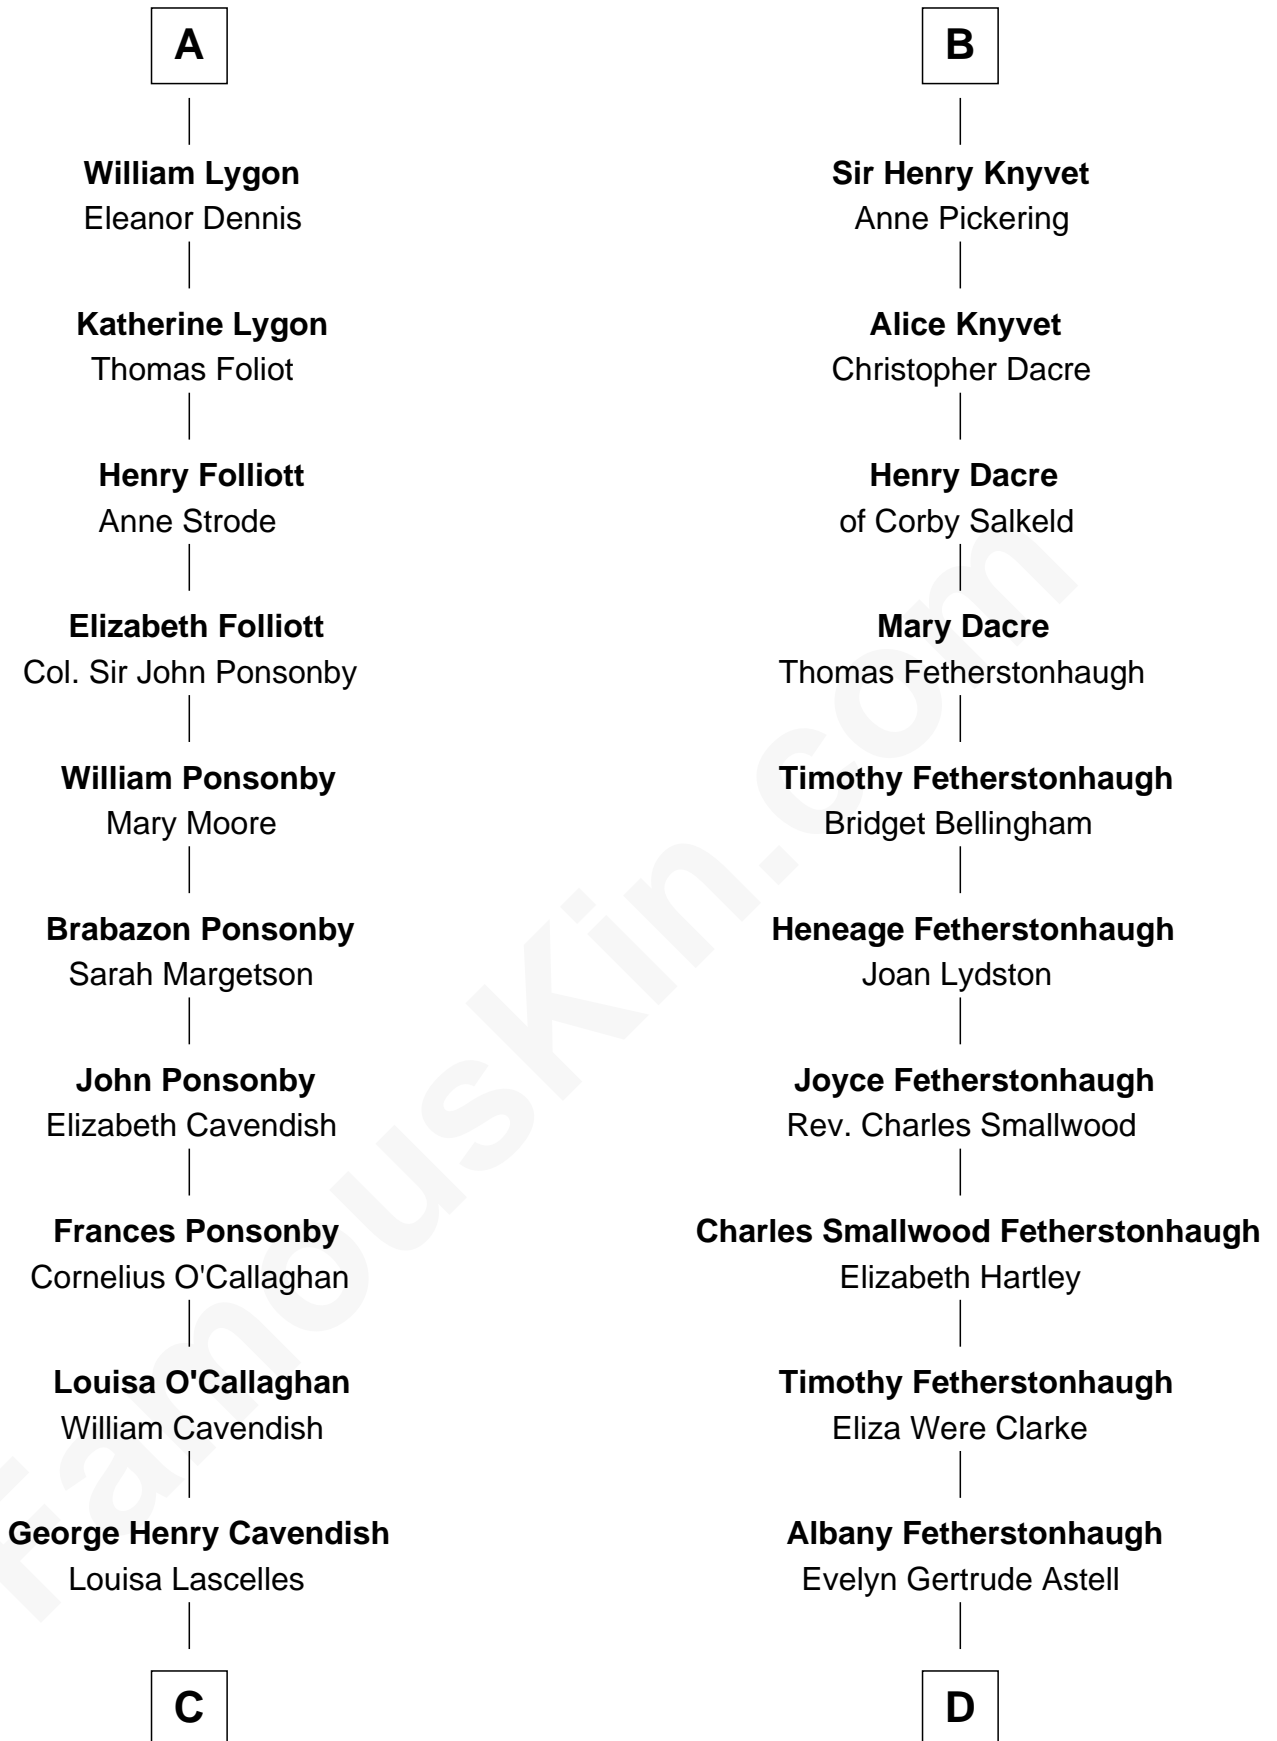 A
William Lygon
Eleanor Dennis
Katherine Lygon
Thomas Foliot
Henry Folliott
Anne Strode
Elizabeth Folliott
Col. Sir John Ponsonby
William Ponsonby
Mary Moore
Brabazon Ponsonby
Sarah Margetson
John Ponsonby
Elizabeth Cavendish
Frances Ponsonby
Cornelius O'Callaghan
Louisa O'Callaghan
William Cavendish
George Henry Cavendish
Louisa Lascelles
C
B
Sir Henry Knyvet
Anne Pickering
Alice Knyvet
Christopher Dacre
Henry Dacre
of Corby Salkeld
Mary Dacre
Thomas Fetherstonhaugh
Timothy Fetherstonhaugh
Bridget Bellingham
Heneage Fetherstonhaugh
Joan Lydston
Joyce Fetherstonhaugh
Rev. Charles Smallwood
Charles Smallwood Fetherstonhaugh
Elizabeth Hartley
Timothy Fetherstonhaugh
Eliza Were Clarke
Albany Fetherstonhaugh
Evelyn Gertrude Astell
D
FamousKin.com